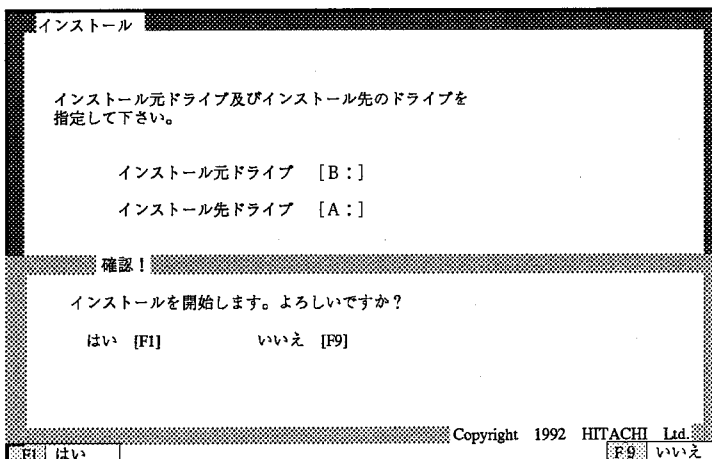 インストール
インストール元ドライブ及びインストール先のドライブを
指定して下さい。
インストール元ドライブ [B:]
インストール先ドライブ [A:]
確認!
インストールを開始します。よろしいですか?
はい [F1] いいえ [F9]
Copyright 1992 HITACHI Ltd.
F1 はい F9 いいえ